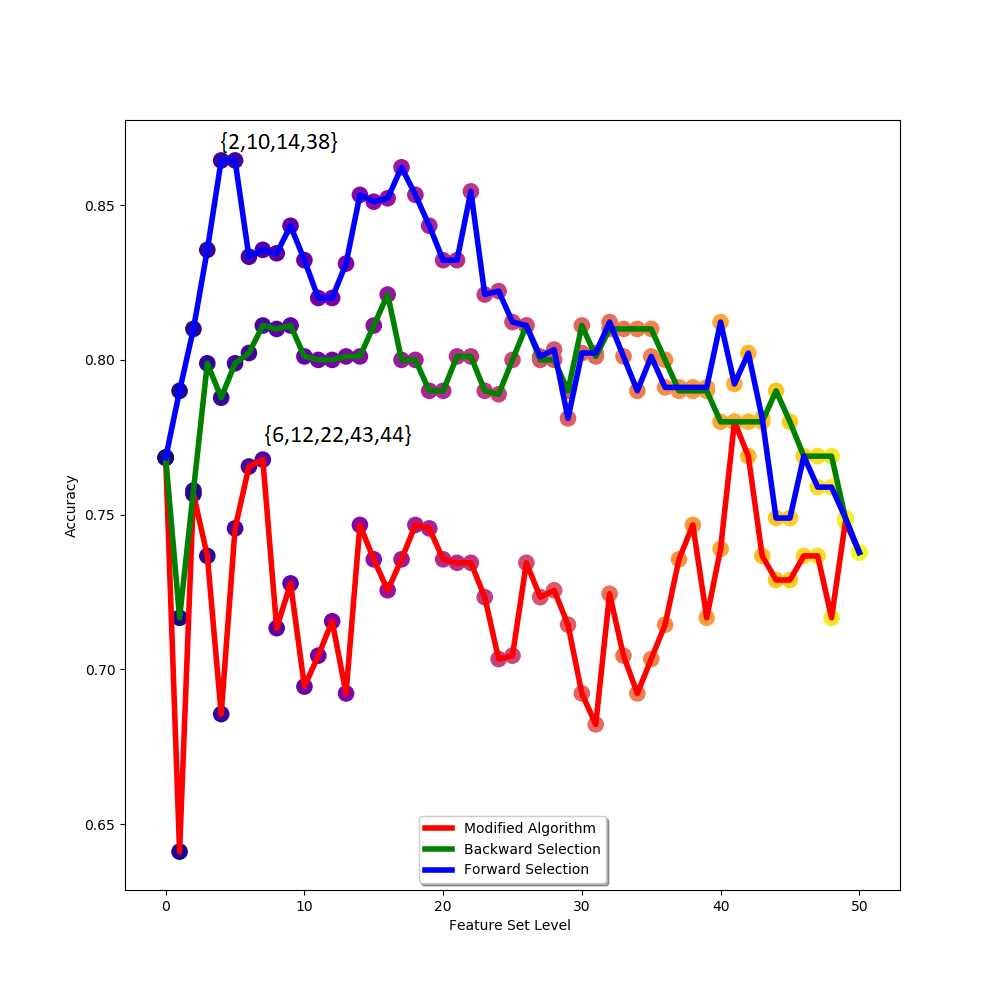 {2,10,14,38}
0.85
0.80
{6,12,22,43,44}
0.75
Accuracy
0.70
0.65
Modified Algorithm
Backward Selection
Forward Selection
0 10 20 30 40 50
Feature Set Level